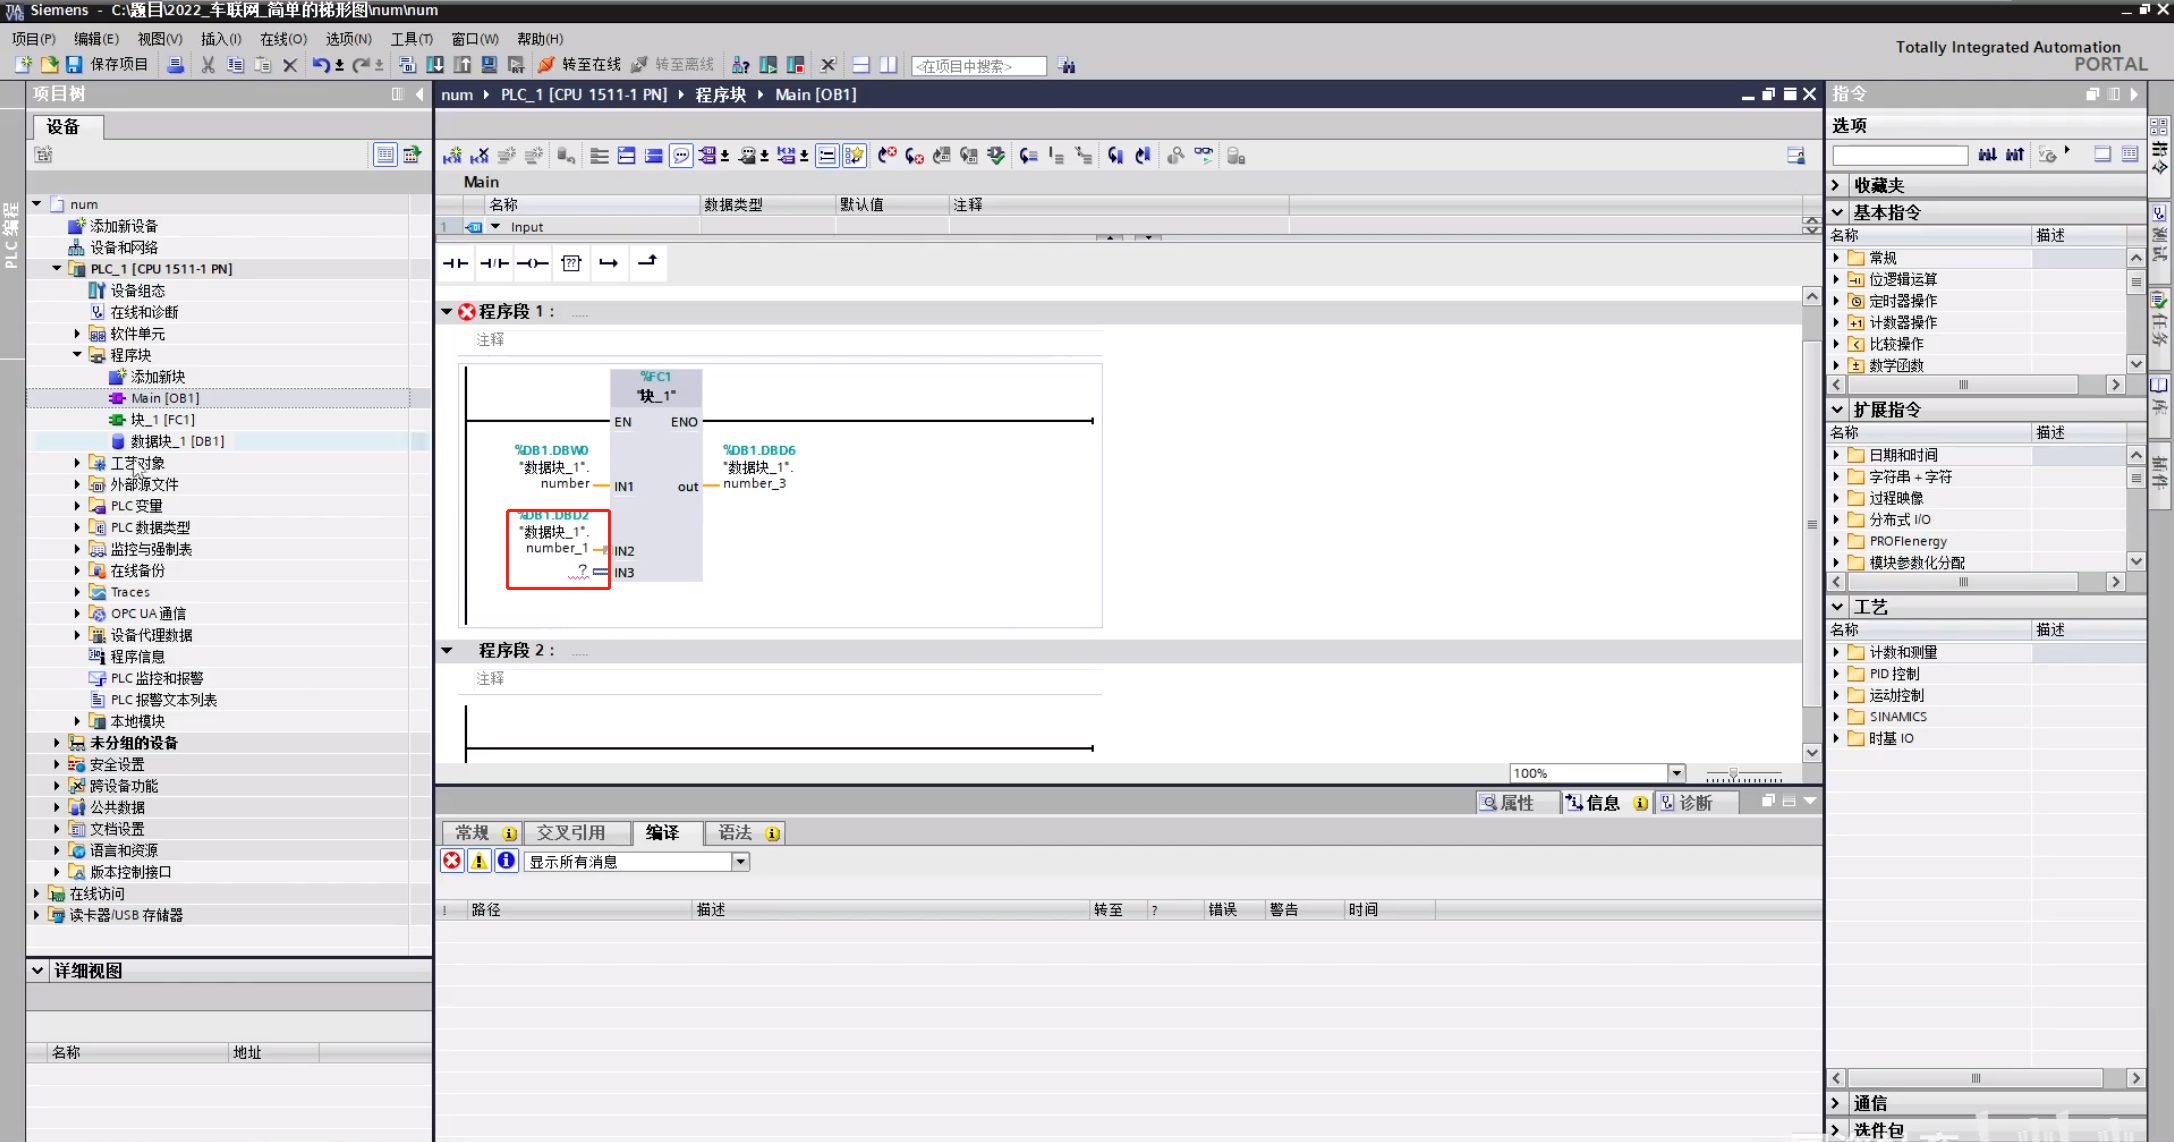 Siemens - C:\题目\2022_车联网_简单的梯形图\num\num
项目(P) 编辑(E) 视图(V) 插入(I) 在线(O) 选项(N) 工具(T) 窗口(W) 帮助(H)
Totally Integrated Automation
PORTAL
保存项目 转至在线 转至离线 <在项目中搜索>
项目树
设备
PLC 编程
num
添加新设备
设备和网络
PLC_1 [CPU 1511-1 PN]
设备组态
在线和诊断
软件单元
程序块
添加新块
Main [OB1]
块_1 [FC1]
数据块_1 [DB1]
工艺对象
外部源文件
PLC 变量
PLC 数据类型
监控与强制表
在线备份
Traces
OPC UA 通信
设备代理数据
程序信息
PLC 监控和报警
PLC 报警文本列表
本地模块
未分组的设备
安全设置
跨设备功能
公共数据
文档设置
语言和资源
版本控制接口
在线访问
读卡器/USB 存储器
详细视图
名称 地址
num PLC_1 [CPU 1511-1 PN] 程序块 Main [OB1]
Main
名称 数据类型 默认值 注释
1 Input
程序段 1： .....
注释
%FC1
"块_1"
EN ENO
%DB1.DBW0
"数据块_1".
number
IN1
%DB1.DBD6
"数据块_1".
number_3
out
%DB1.DBD2
"数据块_1".
number_1
IN2
? IN3
程序段 2： .....
注释
100%
属性 信息 诊断
常规 交叉引用 编译 语法
显示所有消息
! 路径 描述 转至 ? 错误 警告 时间
指令
选项
收藏夹
基本指令
名称 描述
常规
位逻辑运算
定时器操作
计数器操作
比较操作
数学函数
扩展指令
名称 描述
日期和时间
字符串 + 字符
过程映像
分布式 I/O
PROFIenergy
模块参数化分配
工艺
名称 描述
计数和测量
PID 控制
运动控制
SINAMICS
时基 IO
通信
选件包
指令
测试
任务
库
插件